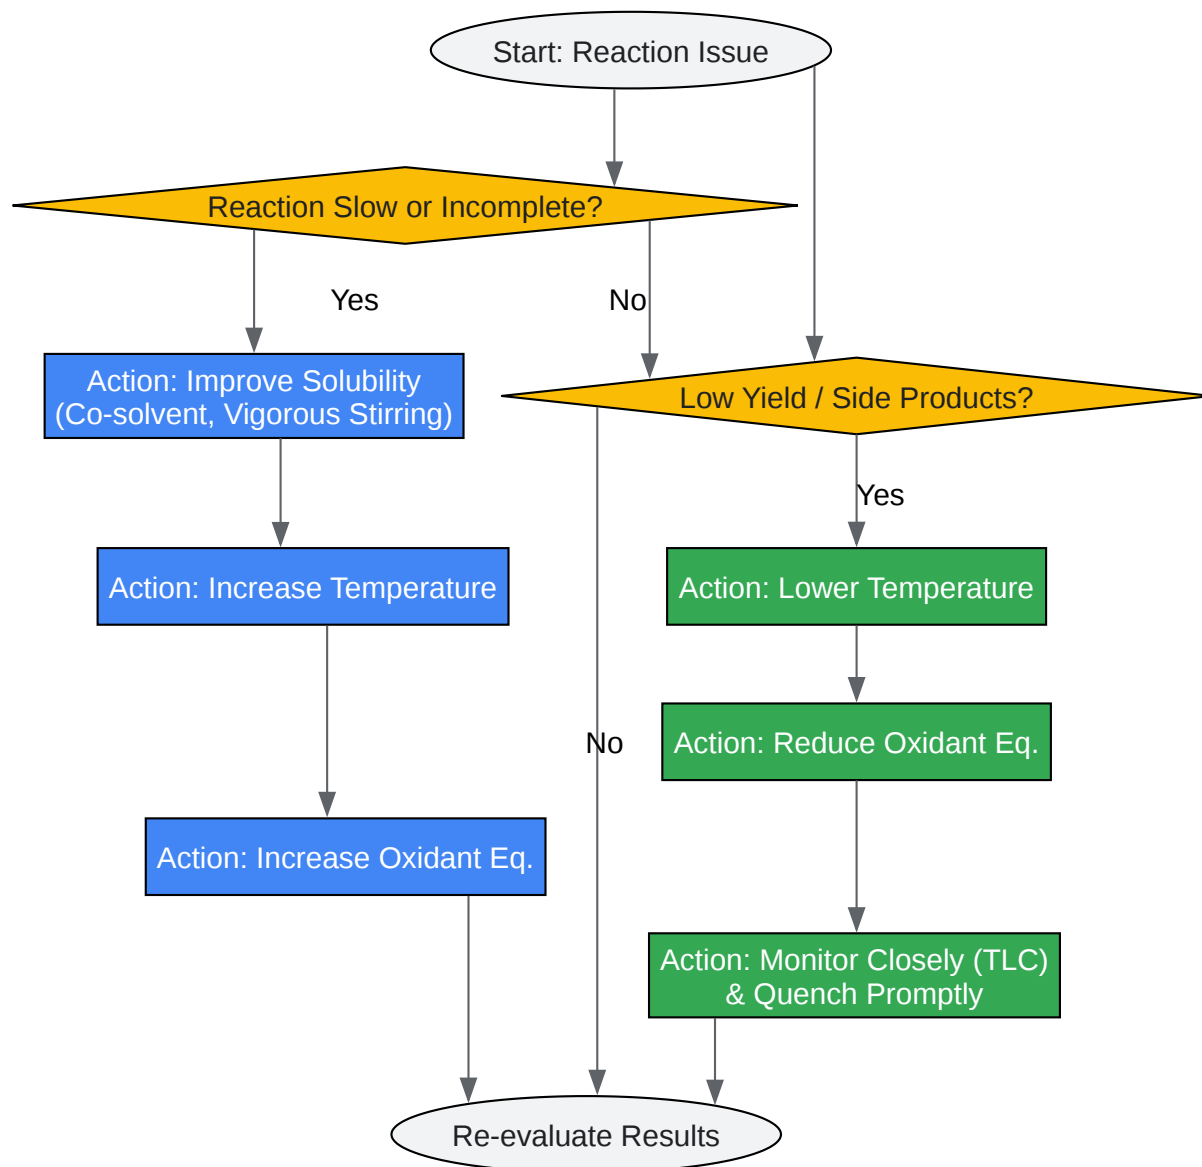 Start: Reaction Issue
Reaction Slow or Incomplete?
Yes
No
Action: Improve Solubility
(Co-solvent, Vigorous Stirring)
Low Yield / Side Products?
Yes
Action: Increase Temperature
Action: Lower Temperature
No
Action: Reduce Oxidant Eq.
Action: Increase Oxidant Eq.
Action: Monitor Closely (TLC)
& Quench Promptly
Re-evaluate Results